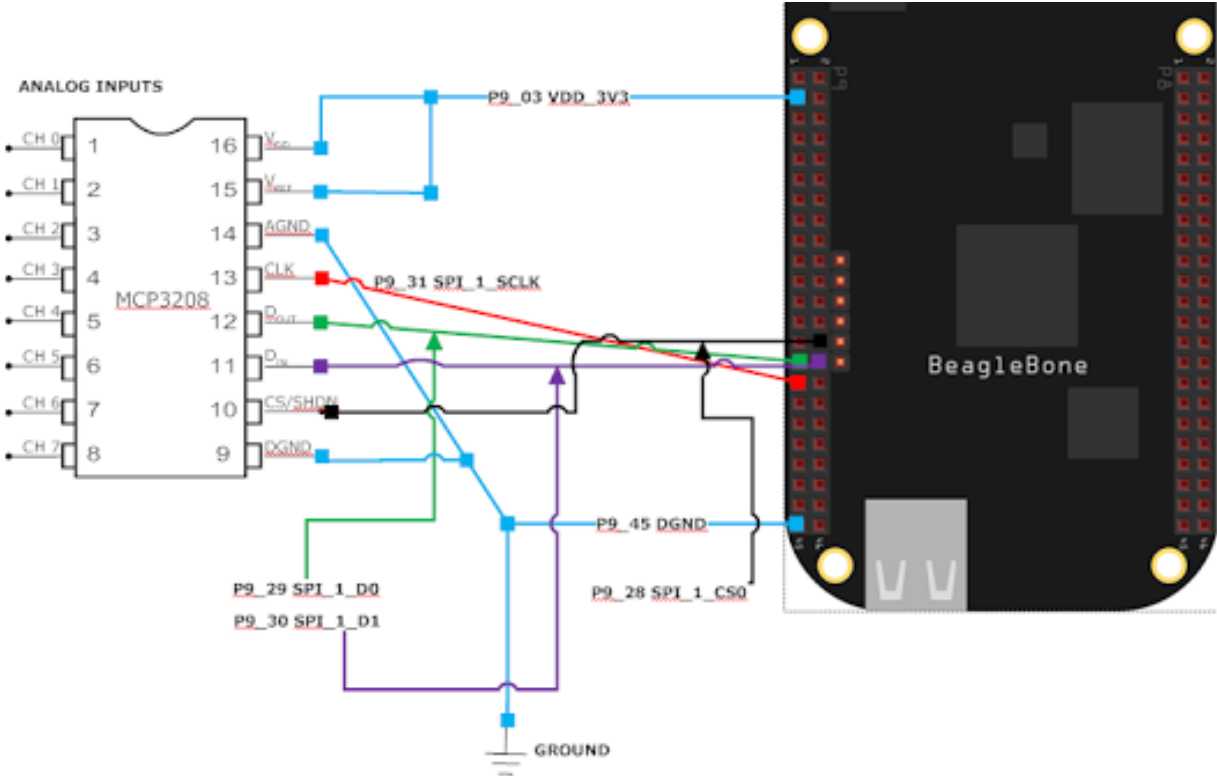 ANALOG INPUTS
P9_03 VDD_3V3
CH 0 1 16 VDD
CH 1 2 15
CH 2 3 14 AGND
CH 3 4 13 CLK
P9_31 SPI_1_SCLK
MCP3208
CH 4 5 12 DOUT
CH 5 6 11 DIN
CH 6 7 10 CS/SHDN
CH 7 8 9 DGND
BeagleBone
P9_45 DGND
P9_29 SPI_1_D0
P9_28 SPI_1_CS0
P9_30 SPI_1_D1
GROUND